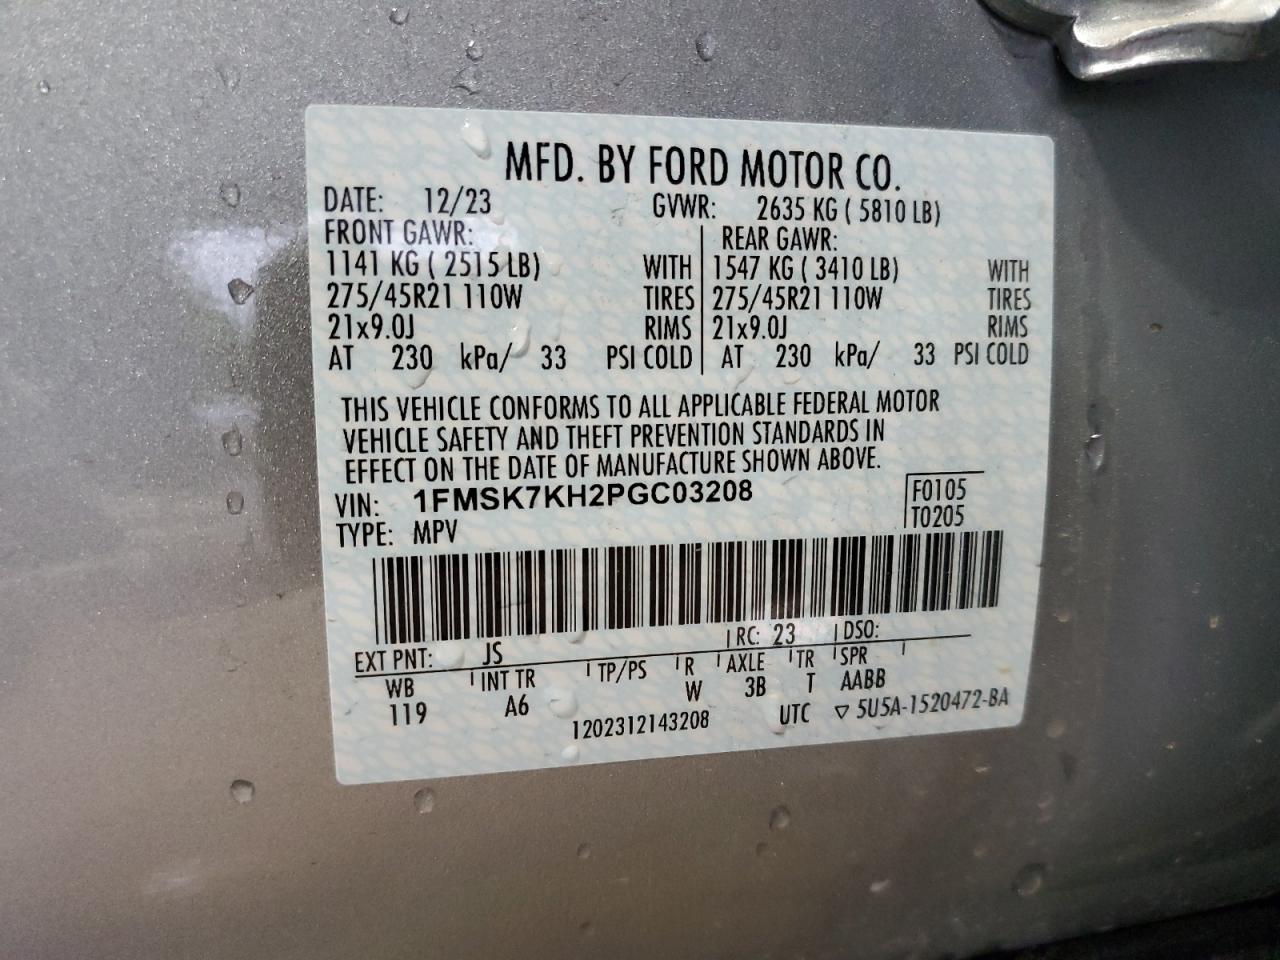 MFD. BY FORD MOTOR CO.
DATE: 12/23 GVWR: 2635 KG ( 5810 LB)
FRONT GAWR: REAR GAWR:
1141 KG ( 2515 LB) WITH 1547 KG ( 3410 LB) WITH
275/45R21 110W TIRES 275/45R21 110W TIRES
21x9.0J RIMS 21x9.0J RIMS
AT 230 kPa/ 33 PSI COLD AT 230 kPa/ 33 PSI COLD
THIS VEHICLE CONFORMS TO ALL APPLICABLE FEDERAL MOTOR
VEHICLE SAFETY AND THEFT PREVENTION STANDARDS IN
EFFECT ON THE DATE OF MANUFACTURE SHOWN ABOVE.
VIN: 1FMSK7KH2PGC03208 F0105
TYPE: MPV T0205
EXT PNT: JS RC: 23 DSO:
WB INT TR TP/PS R AXLE TR SPR
119 A6 W 3B T AABB
1202312143208 UTC ▽ 5U5A-1520472-BA